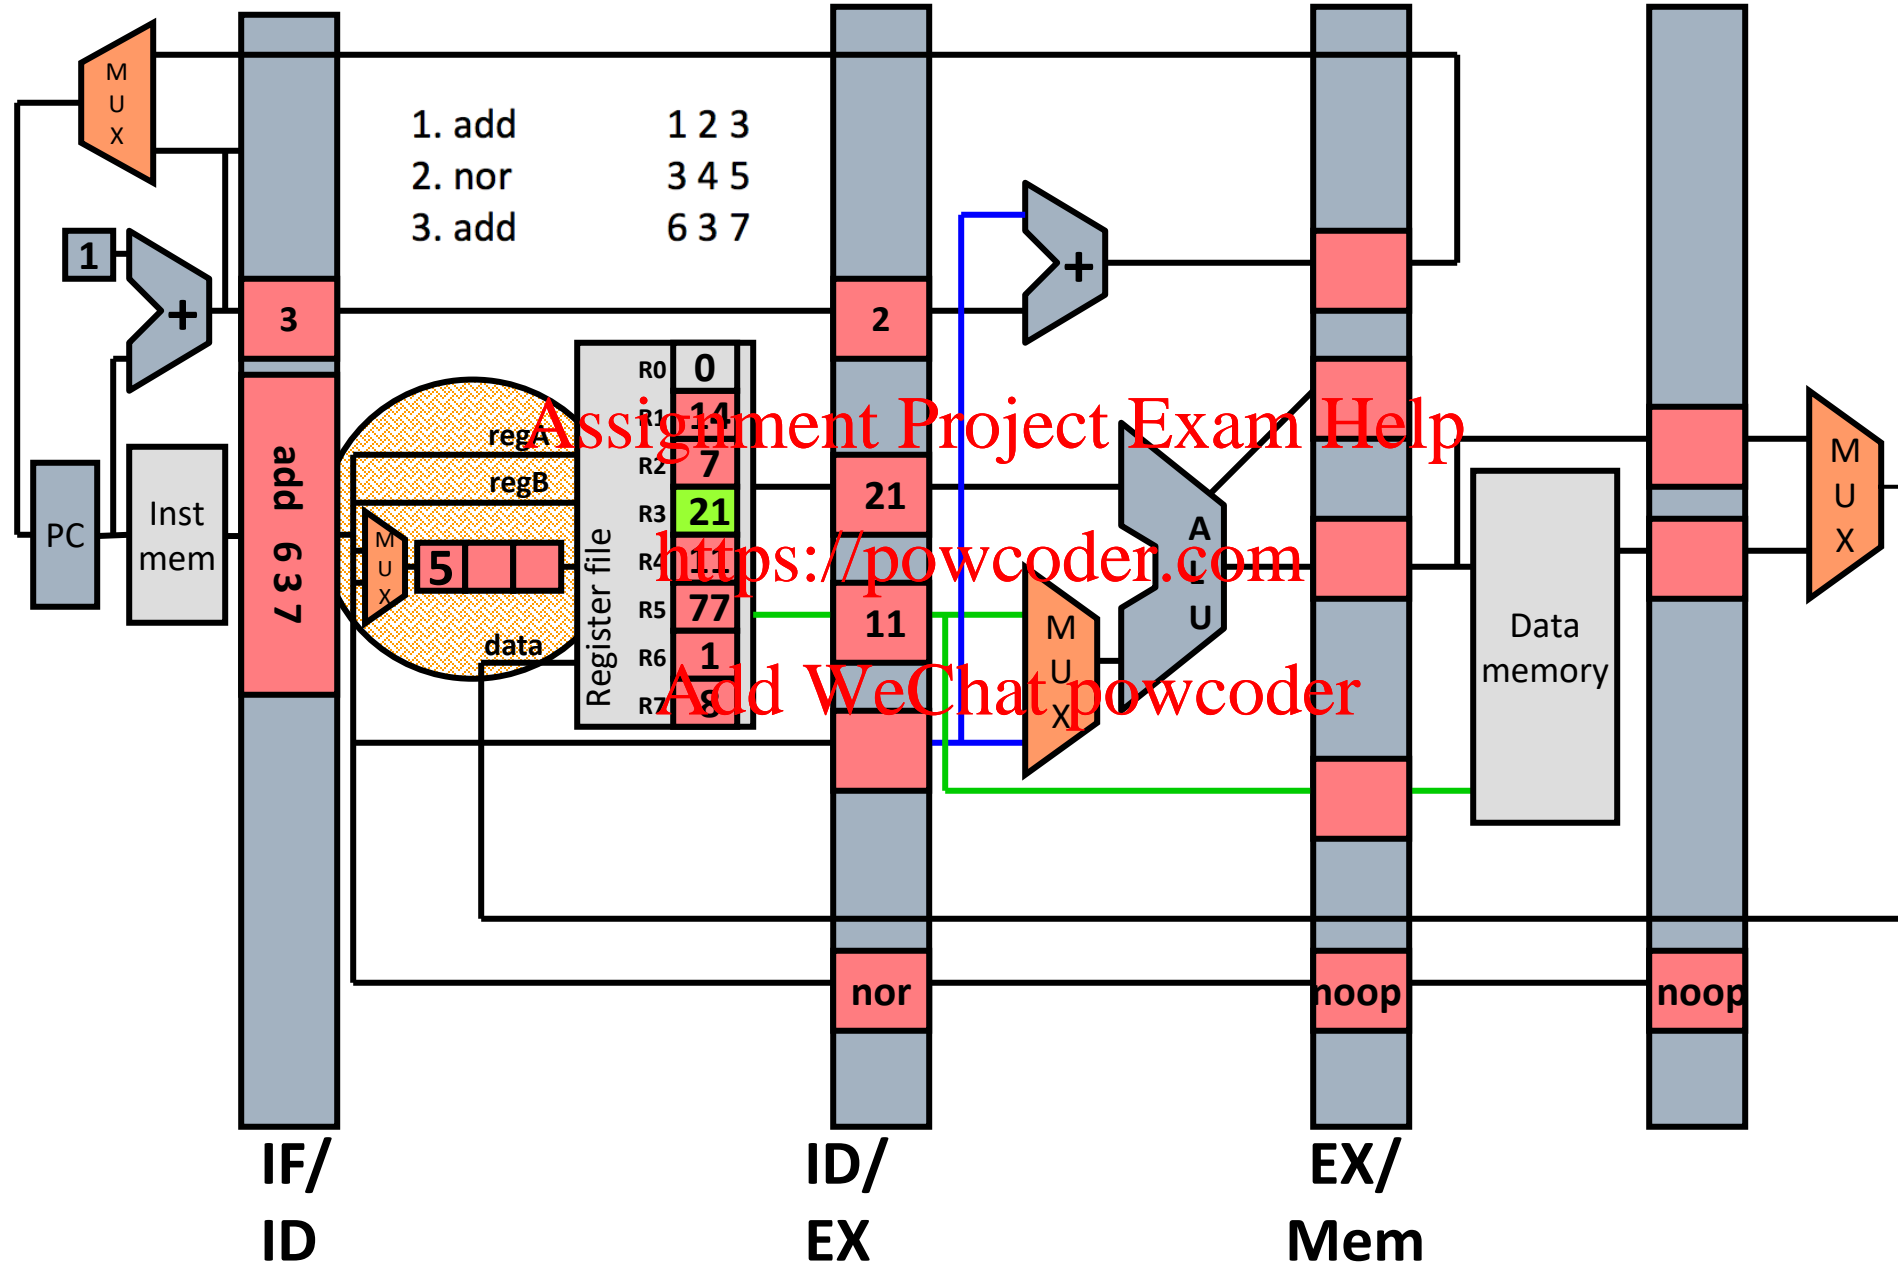 M
U
X
1. add 1 2 3
2. nor 3 4 5
3. add 6 3 7
1
+
+
3
2
R0 0
R1 14
R2 7
R3 21
R4 11
R5 77
R6 1
R7 8
regA
regB
data
Register file
add 6 3 7
PC
Inst
mem
M
U
X
5
21
11
A
L
U
M
U
X
Data
memory
M
U
X
Assignment Project Exam Help
https://powcoder.com
Add WeChat powcoder
nor
noop
noop
IF/
ID
ID/
EX
EX/
Mem